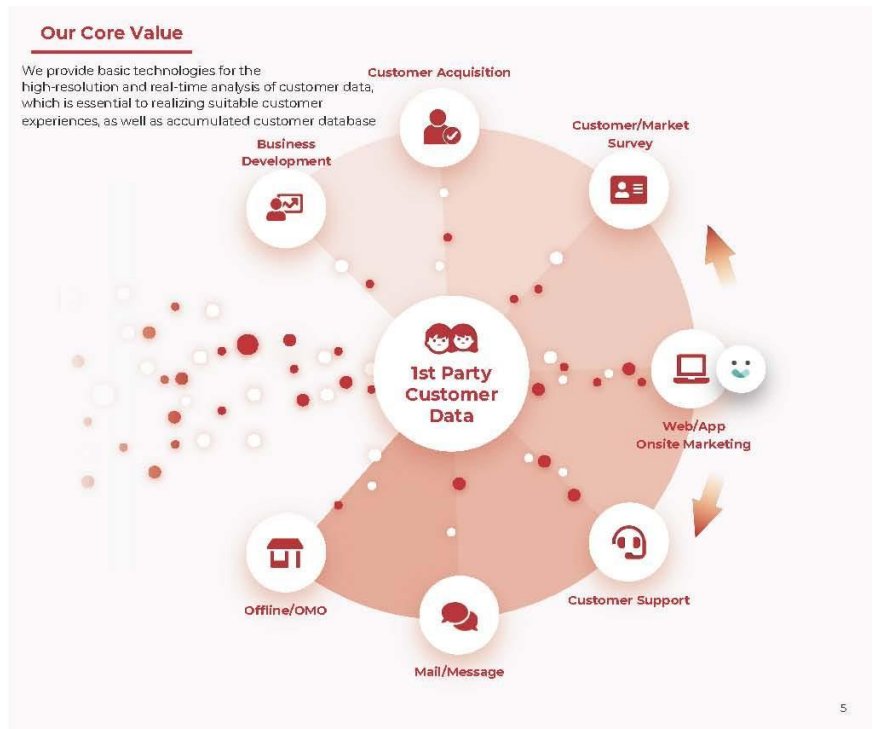 Our Core Value
We provide basic technologies for the
high-resolution and real-time analysis of customer data,
which is essential to realizing suitable customer
experiences, as well as accumulated customer database
Customer Acquisition
Customer/Market
Survey
Business
Development
1st Party
Customer
Data
Web/App
Onsite Marketing
Customer Support
Offline/OMO
Mail/Message
5